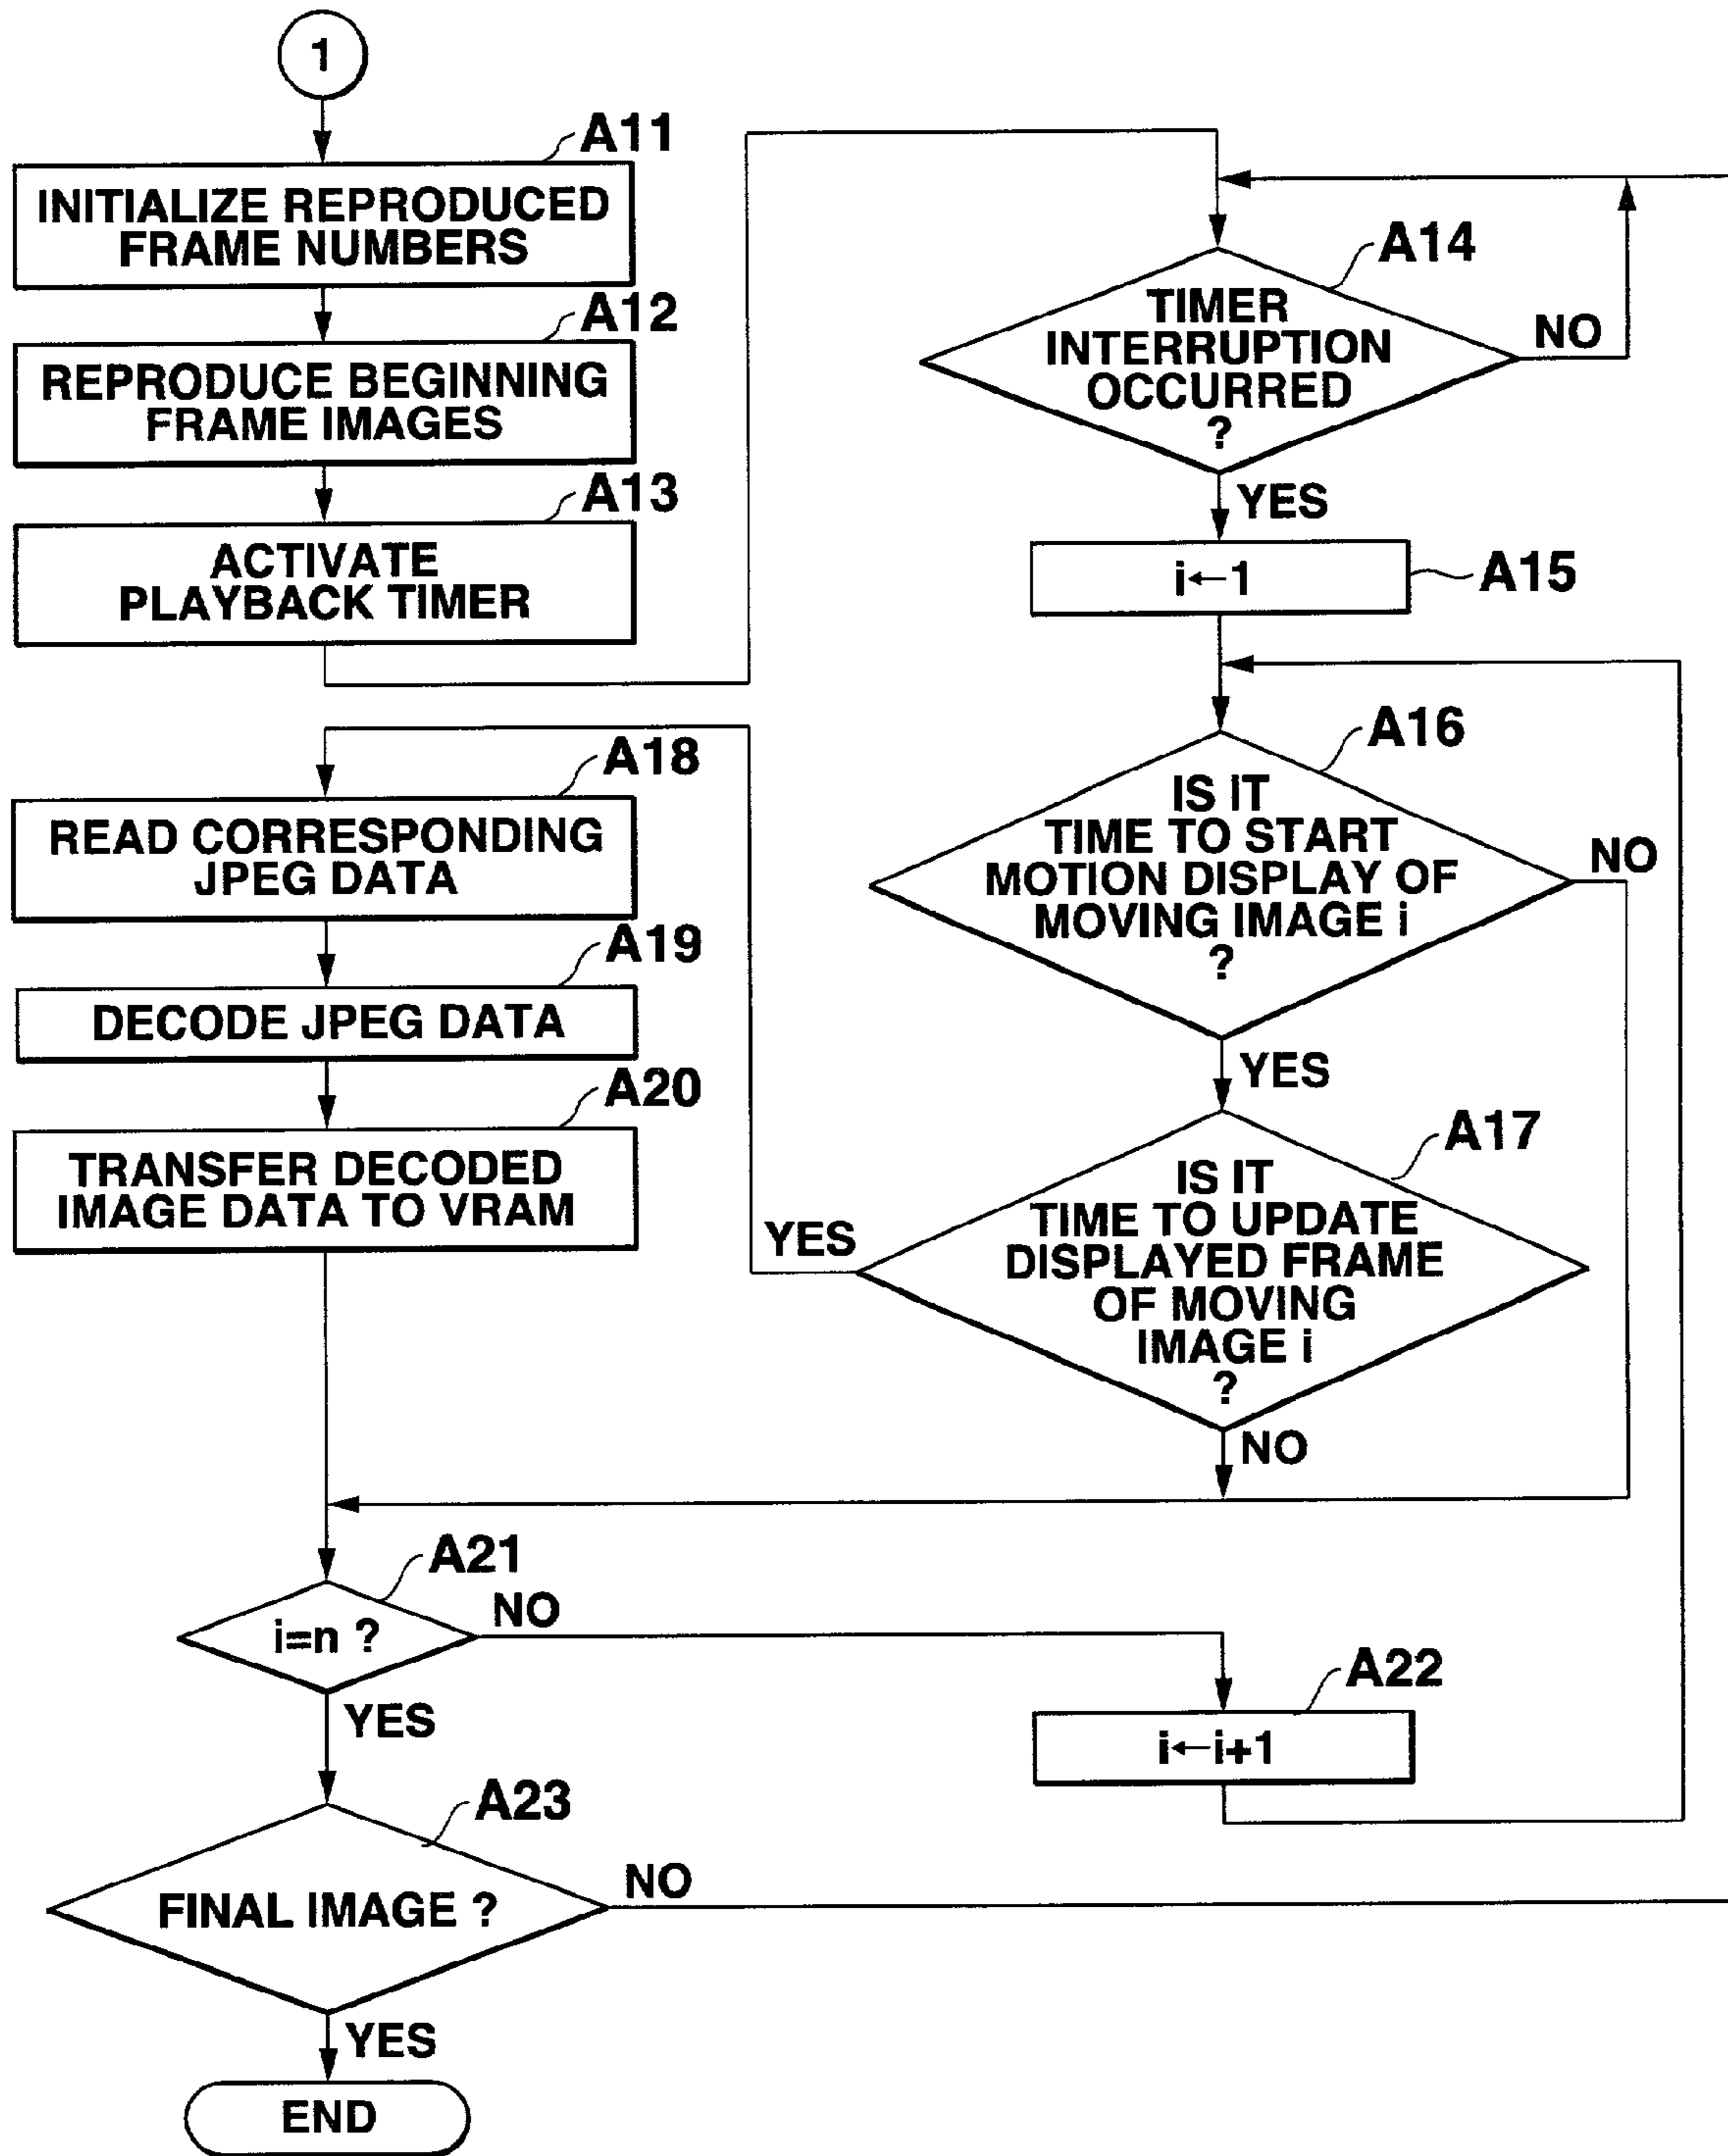 1
A11
INITIALIZE REPRODUCED
FRAME NUMBERS
A12
REPRODUCE BEGINNING
FRAME IMAGES
A13
ACTIVATE
PLAYBACK TIMER
A14
TIMER
INTERRUPTION
OCCURRED
?
NO
YES
i←1
A15
A16
IS IT
TIME TO START
MOTION DISPLAY OF
MOVING IMAGE i
?
NO
YES
A17
IS IT
TIME TO UPDATE
DISPLAYED FRAME
OF MOVING
IMAGE i
?
YES
NO
A18
READ CORRESPONDING
JPEG DATA
A19
DECODE JPEG DATA
A20
TRANSFER DECODED
IMAGE DATA TO VRAM
A21
i=n ?
NO
YES
A22
i←i+1
A23
FINAL IMAGE ?
NO
YES
END